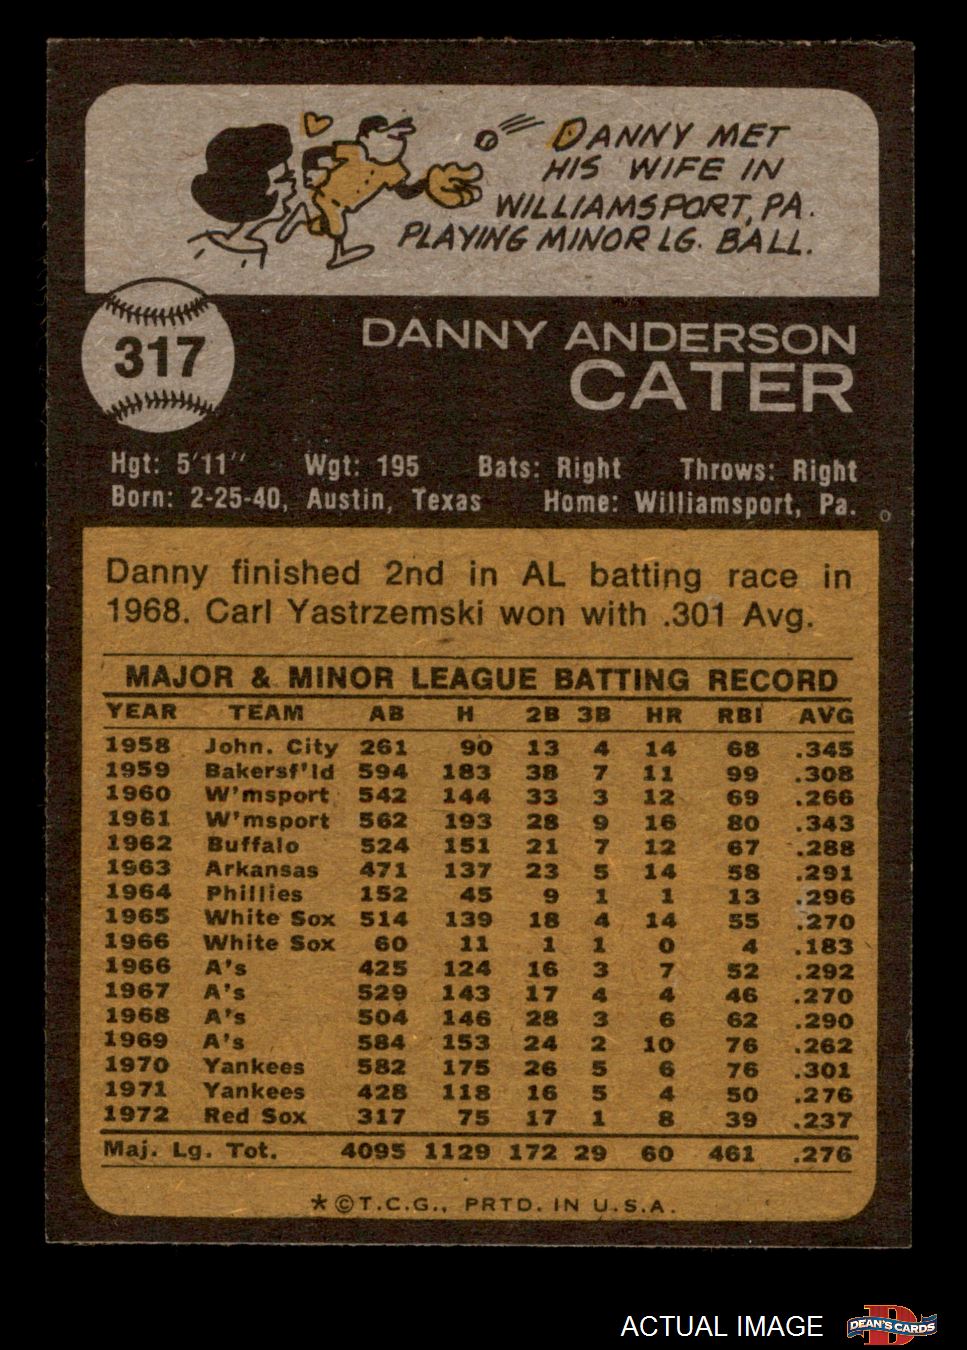 DANNY MET
HIS WIFE IN
WILLIAMSPORT, PA.
PLAYING MINOR LG. BALL.
317
DANNY ANDERSON
CATER
Hgt: 5'11" Wgt: 195 Bats: Right Throws: Right
Born: 2-25-40, Austin, Texas Home: Williamsport, Pa.
Danny finished 2nd in AL batting race in
1968. Carl Yastrzemski won with .301 Avg.
MAJOR & MINOR LEAGUE BATTING RECORD
YEAR TEAM AB H 2B 3B HR RBI AVG
1958 John. City 261 90 13 4 14 68 .345
1959 Bakersf'ld 594 183 38 7 11 99 .308
1960 W'msport 542 144 33 3 12 69 .266
1961 W'msport 562 193 28 9 16 80 .343
1962 Buffalo 524 151 21 7 12 67 .288
1963 Arkansas 471 137 23 5 14 58 .291
1964 Phillies 152 45 9 1 1 13 .296
1965 White Sox 514 139 18 4 14 55 .270
1966 White Sox 60 11 1 1 0 4 .183
1966 A's 425 124 16 3 7 52 .292
1967 A's 529 143 17 4 4 46 .270
1968 A's 504 146 28 3 6 62 .290
1969 A's 584 153 24 2 10 76 .262
1970 Yankees 582 175 26 5 6 76 .301
1971 Yankees 428 118 16 5 4 50 .276
1972 Red Sox 317 75 17 1 8 39 .237
Maj. Lg. Tot. 4095 1129 172 29 60 461 .276
*©T.C.G., PRTD. IN U.S.A.
ACTUAL IMAGE
D
DEAN'S CARDS